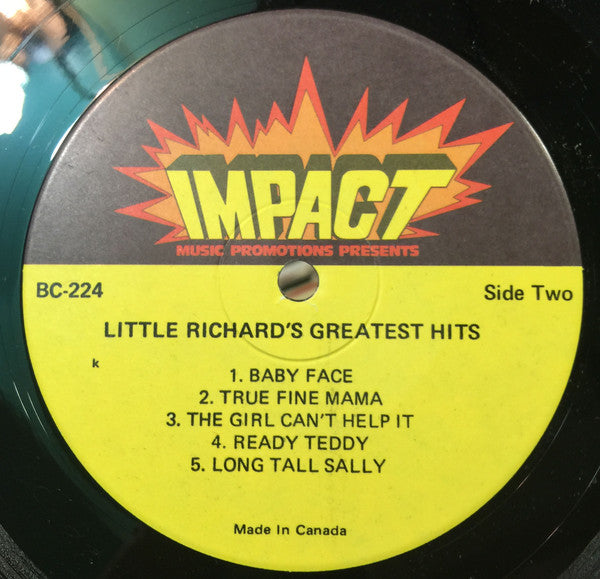 IMPACT
MUSIC PROMOTIONS PRESENTS
BC-224
Side Two
LITTLE RICHARD'S GREATEST HITS
k
1. BABY FACE
2. TRUE FINE MAMA
3. THE GIRL CAN'T HELP IT
4. READY TEDDY
5. LONG TALL SALLY
Made In Canada